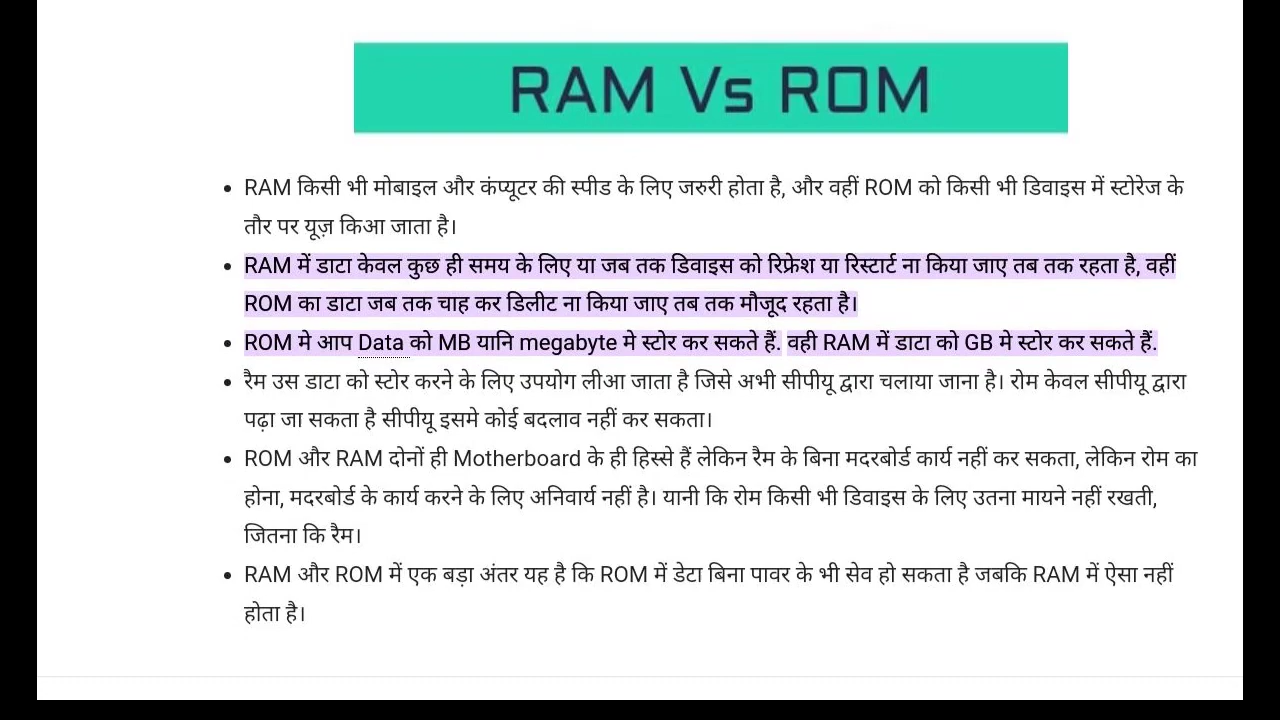 RAM Vs ROM
RAM किसी भी मोबाइल और कंप्यूटर की स्पीड के लिए जरुरी होता है, और वहीं ROM को किसी भी डिवाइस में स्टोरेज के
तौर पर यूज़ किआ जाता है।
RAM में डाटा केवल कुछ ही समय के लिए या जब तक डिवाइस को रिफ्रेश या रिस्टार्ट ना किया जाए तब तक रहता है, वहीं
ROM का डाटा जब तक चाह कर डिलीट ना किया जाए तब तक मौजूद रहता है।
ROM मे आप Data को MB यानि megabyte मे स्टोर कर सकते हैं. वही RAM में डाटा को GB मे स्टोर कर सकते हैं.
रैम उस डाटा को स्टोर करने के लिए उपयोग लीआ जाता है जिसे अभी सीपीयू द्वारा चलाया जाना है। रोम केवल सीपीयू द्वारा
पढ़ा जा सकता है सीपीयू इसमे कोई बदलाव नहीं कर सकता।
ROM और RAM दोनों ही Motherboard के ही हिस्से हैं लेकिन रैम के बिना मदरबोर्ड कार्य नहीं कर सकता, लेकिन रोम का
होना, मदरबोर्ड के कार्य करने के लिए अनिवार्य नहीं है। यानी कि रोम किसी भी डिवाइस के लिए उतना मायने नहीं रखती,
जितना कि रैम।
RAM और ROM में एक बड़ा अंतर यह है कि ROM में डेटा बिना पावर के भी सेव हो सकता है जबकि RAM में ऐसा नहीं
होता है।